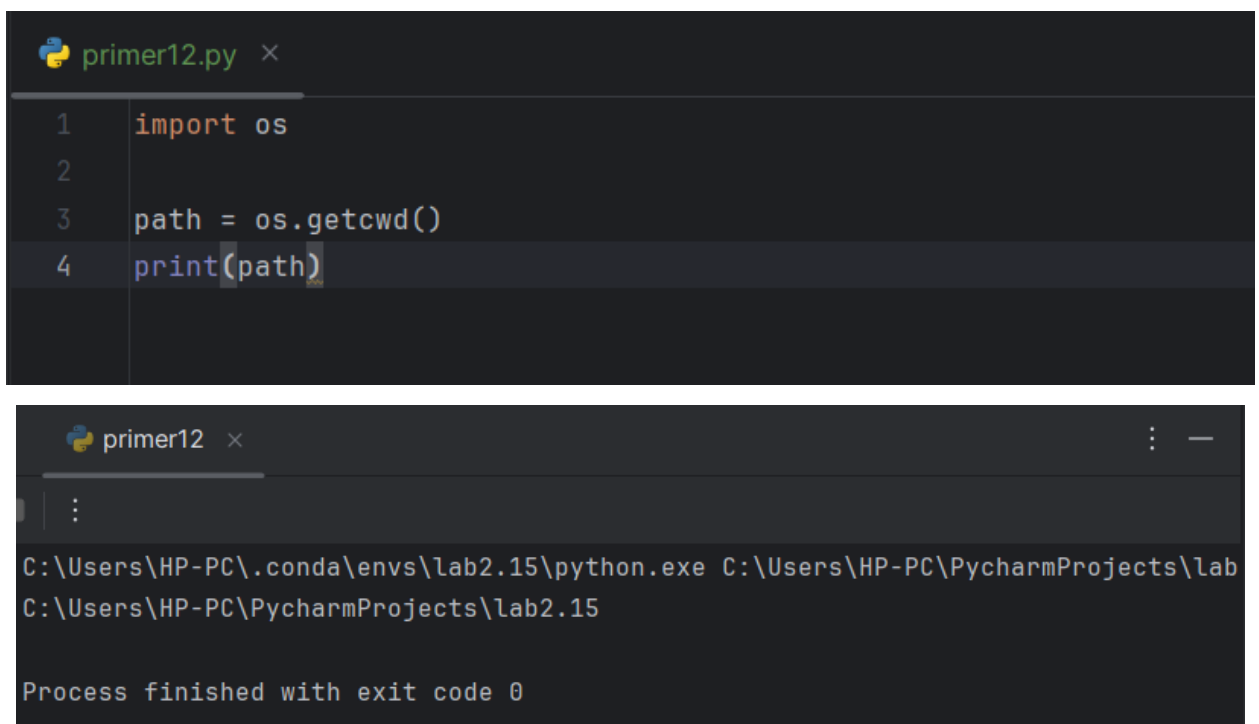 primer12.py ×
1 import os
2
3 path = os.getcwd()
4 print(path)
primer12 ×
C:\Users\HP-PC\.conda\envs\lab2.15\python.exe C:\Users\HP-PC\PycharmProjects\lab
C:\Users\HP-PC\PycharmProjects\lab2.15
Process finished with exit code 0